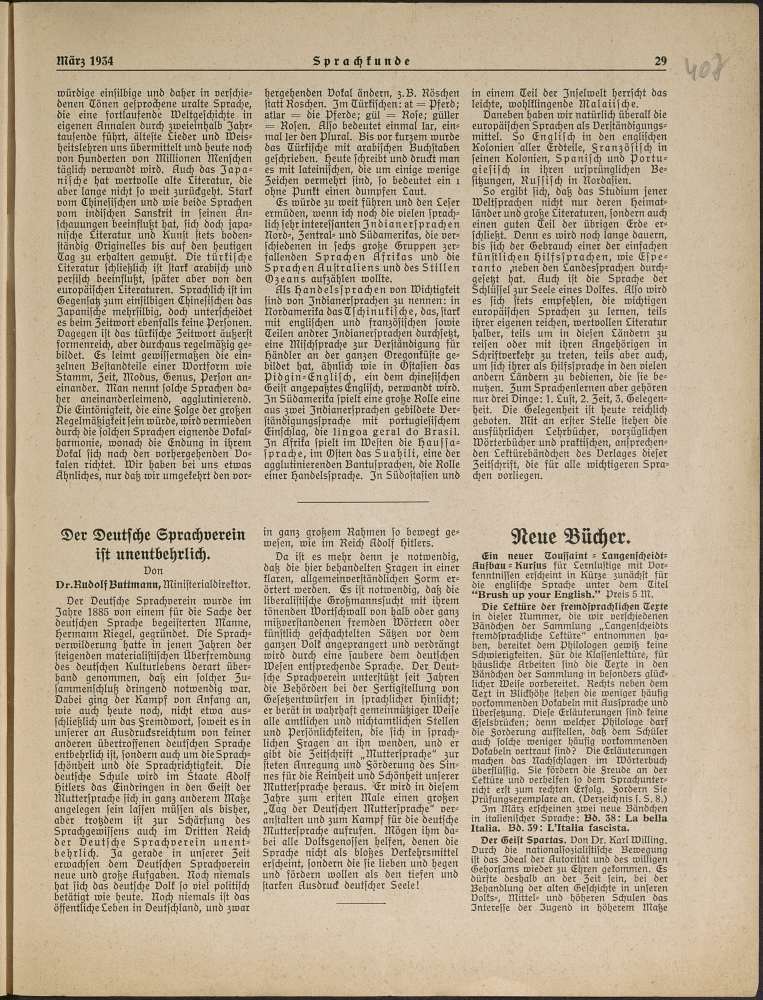 März 1934
Sprachkunde
29
407
würdige einsilbige und daher in verschie-
denen Tönen gesprochene uralte Sprache,
die eine fortlaufende Weltgeschichte in
eigenen Annalen durch zweieinhalb Jahr-
tausende führt, älteste Lieder und Weis-
heitslehren uns übermittelt und heute noch
von Hunderten von Millionen Menschen
täglich verwandt wird. Auch das Japa-
nische hat wertvolle alte Literatur, die
aber lange nicht so weit zurückgeht. Stark
vom Chinesischen und wie beide Sprachen
vom indischen Sanskrit in seinen An-
schauungen beeinflußt hat, sich doch japa-
nische Literatur und Kunst stets boden-
ständig Originelles bis auf den heutigen
Tag zu erhalten gewußt. Die türkische
Literatur schließlich ist stark arabisch und
persisch beeinflußt, später aber von den
europäischen Literaturen. Sprachlich ist im
Gegensatz zum einsilbigen Chinesischen das
Japanische mehrsilbig, doch unterscheidet
es beim Zeitwort ebenfalls keine Personen.
Dagegen ist das türkische Zeitwort äußerst
formenreich, aber durchaus regelmäßig ge-
bildet. Es leimt gewissermaßen die ein-
zelnen Bestandteile einer Wortform wie
Stamm, Zeit, Modus, Genus, Person an-
einander. Man nennt solche Sprachen da-
her aneinanderleimend, agglutinierend.
Die Eintönigkeit, die eine Folge der großen
Regelmäßigkeit sein würde, wird vermieden
durch die solchen Sprachen eignende Vokal-
harmonie, wonach die Endung in ihrem
Vokal sich nach den vorhergehenden Vo-
kalen richtet. Wir haben bei uns etwas
Ähnliches, nur daß wir umgekehrt den vor-
hergehenden Vokal ändern, z. B. Röschen
statt Roschen. Im Türkischen: at = Pferd;
atlar = die Pferde; gül = Rose; güller
= Rosen. Also bedeutet einmal lar, ein-
mal ler den Plural. Bis vor kurzem wurde
das Türkische mit arabischen Buchstaben
geschrieben. Heute schreibt und druckt man
es mit lateinischen, die um einige wenige
Zeichen vermehrt sind, so bedeutet ein ı
ohne Punkt einen dumpfen Laut.
Es würde zu weit führen und den Leser
ermüden, wenn ich noch die vielen sprach-
lich sehr interessanten Indianersprachen
Nord-, Zentral- und Südamerikas, die ver-
schiedenen in sechs große Gruppen zer-
fallenden Sprachen Afrikas und die
Sprachen Australiens und des Stillen
Ozeans aufzählen wollte.
Als Handelssprachen von Wichtigkeit
sind von Indianersprachen zu nennen: in
Nordamerika das Tschinukische, das, stark
mit englischen und französischen sowie
Teilen andrer Indianersprachen durchsetzt,
eine Mischsprache zur Verständigung für
Händler an der ganzen Oregonküste ge-
bildet hat, ähnlich wie in Ostasien das
Pidgin-Englisch, ein dem chinesischen
Geist angepaßtes Englisch, verwandt wird.
In Südamerika spielt eine große Rolle eine
aus zwei Indianersprachen gebildete Ver-
ständigungssprache mit portugiesischem
Einschlag, die lingoa geral do Brasil.
In Afrika spielt im Westen die Haussa-
sprache, im Osten das Suahili, eine der
agglutinierenden Bantusprachen, die Rolle
einer Handelssprache. In Südostasien und
in einem Teil der Inselwelt herrscht das
leichte, wohlklingende Malaiische.
Daneben haben wir natürlich überall die
europäischen Sprachen als Verständigungs-
mittel. So Englisch in den englischen
Kolonien aller Erdteile, Französisch in
seinen Kolonien, Spanisch und Portu-
giesisch in ihren ursprünglichen Be-
sitzungen, Russisch in Nordasien.
So ergibt sich, daß das Studium jener
Weltsprachen nicht nur deren Heimat-
länder und große Literaturen, sondern auch
einen guten Teil der übrigen Erde er-
schließt. Denn es wird noch lange dauern,
bis sich der Gebrauch einer der einfachen
künstlichen Hilfssprachen, wie Espe-
ranto, neben den Landessprachen durch-
gesetzt hat. Auch ist die Sprache der
Schlüssel zur Seele eines Volkes. Also wird
es sich stets empfehlen, die wichtigen
europäischen Sprachen zu lernen, teils
ihrer eigenen reichen, wertvollen Literatur
halber, teils um in diesen Ländern zu
reisen oder mit ihren Angehörigen in
Schriftverkehr zu treten, teils aber auch,
um sich ihrer als Hilfssprache in den vielen
andern Ländern zu bedienen, die sie be-
nutzen. Zum Sprachenlernen aber gehören
nur drei Dinge: 1. Lust, 2. Zeit, 3. Gelegen-
heit. Die Gelegenheit ist heute reichlich
geboten. Mit an erster Stelle stehen die
ausführlichen Lehrbücher, vorzüglichen
Wörterbücher und praktischen, ansprechen-
den Lektürebändchen des Verlages dieser
Zeitschrift, die für alle wichtigeren Spra-
chen vorliegen.
Der Deutsche Sprachverein
ist unentbehrlich.
Von
Dr. Rudolf Buttmann, Ministerialdirektor.
Der Deutsche Sprachverein wurde im
Jahre 1885 von einem für die Sache der
deutschen Sprache begeisterten Manne,
Hermann Riegel, gegründet. Die Sprach-
verwilderung hatte in jenen Jahren der
steigenden materialistischen Überfremdung
des deutschen Kulturlebens derart über-
hand genommen, daß ein solcher Zu-
sammenschluß dringend notwendig war.
Dabei ging der Kampf von Anfang an,
wie auch heute noch, nicht etwa aus-
schließlich um das Fremdwort, soweit es in
unserer an Ausdrucksreichtum von keiner
anderen übertroffenen deutschen Sprache
entbehrlich ist, sondern auch um die Sprach-
schönheit und die Sprachrichtigkeit. Die
deutsche Schule wird im Staate Adolf
Hitlers das Eindringen in den Geist der
Muttersprache sich in ganz anderem Maße
angelegen sein lassen müssen als bisher,
aber trotzdem ist zur Schärfung des
Sprachgewissens auch im Dritten Reich
der Deutsche Sprachverein unent-
behrlich. Ja gerade in unserer Zeit
erwachsen dem Deutschen Sprachverein
neue und große Aufgaben. Noch niemals
hat sich das deutsche Volk so viel politisch
betätigt wie heute. Noch niemals ist das
öffentliche Leben in Deutschland, und zwar
in ganz großem Rahmen so bewegt ge-
wesen, wie im Reich Adolf Hitlers.
Da ist es mehr denn je notwendig,
daß die hier behandelten Fragen in einer
klaren, allgemeinverständlichen Form er-
örtert werden. Es ist notwendig, daß die
liberalistische Großmannssucht mit ihrem
tönenden Wortschwall von halb oder ganz
mißverstandenen fremden Wörtern oder
künstlich geschachtelten Sätzen vor dem
ganzen Volk angeprangert und verdrängt
wird durch eine saubere dem deutschen
Wesen entsprechende Sprache. Der Deut-
sche Sprachverein unterstützt seit Jahren
die Behörden bei der Fertigstellung von
Gesetzentwürfen in sprachlicher Hinsicht;
er berät in wahrhaft gemeinnütziger Weise
alle amtlichen und nichtamtlichen Stellen
und Persönlichkeiten, die sich in sprach-
lichen Fragen an ihn wenden, und er
gibt die Zeitschrift „Muttersprache“ zur
steten Anregung und Förderung des Sin-
nes für die Reinheit und Schönheit unserer
Muttersprache heraus. Er wird in diesem
Jahre zum ersten Male einen großen
„Tag der Deutschen Muttersprache“ ver-
anstalten und zum Kampf für die deutsche
Muttersprache aufrufen. Mögen ihm da-
bei alle Volksgenossen helfen, denen die
Sprache nicht als bloßes Verkehrsmittel
erscheint, sondern die sie lieben und hegen
und fördern wollen als den tiefen und
starken Ausdruck deutscher Seele!
Neue Bücher.
Ein neuer Toussaint-Langenscheidt-
Aufbau-Kursus für Lernlustige mit Vor-
kenntnissen erscheint in Kürze zunächst für
die englische Sprache unter dem Titel
"Brush up your English." Preis 5 M.
Die Lektüre der fremdsprachlichen Texte
in dieser Nummer, die wir verschiedenen
Bändchen der Sammlung „Langenscheidts
fremdsprachliche Lektüre“ entnommen ha-
ben, bereitet dem Philologen gewiß keine
Schwierigkeiten. Für die Klassenlektüre, für
häusliche Arbeiten sind die Texte in den
Bändchen der Sammlung in besonders glück-
licher Weise vorbereitet. Rechts neben dem
Text in Blickhöhe stehen die weniger häufig
vorkommenden Vokabeln mit Aussprache und
Übersetzung. Diese Erläuterungen sind keine
Eselsbrücken; denn welcher Philologe darf
die Forderung aufstellen, daß dem Schüler
auch solche weniger häufig vorkommenden
Vokabeln vertraut sind? Die Erläuterungen
machen das Nachschlagen im Wörterbuch
überflüssig. Sie fördern die Freude an der
Lektüre und verhelfen so dem Sprachunter-
richt erst zum rechten Erfolg. Fordern Sie
Prüfungsexemplare an. (Verzeichnis s. S. 8.)
Im März erscheinen zwei neue Bändchen
in italienischer Sprache: Bd. 38: La bella
Italia. Bd. 39: L'Italia fascista.
Der Geist Spartas. Von Dr. Karl Willing.
Durch die nationalsozialistische Bewegung
ist das Ideal der Autorität und des willigen
Gehorsams wieder zu Ehren gekommen. Es
dürfte deshalb an der Zeit sein, bei der
Behandlung der alten Geschichte in unseren
Volks-, Mittel- und höheren Schulen das
Interesse der Jugend in höherem Maße